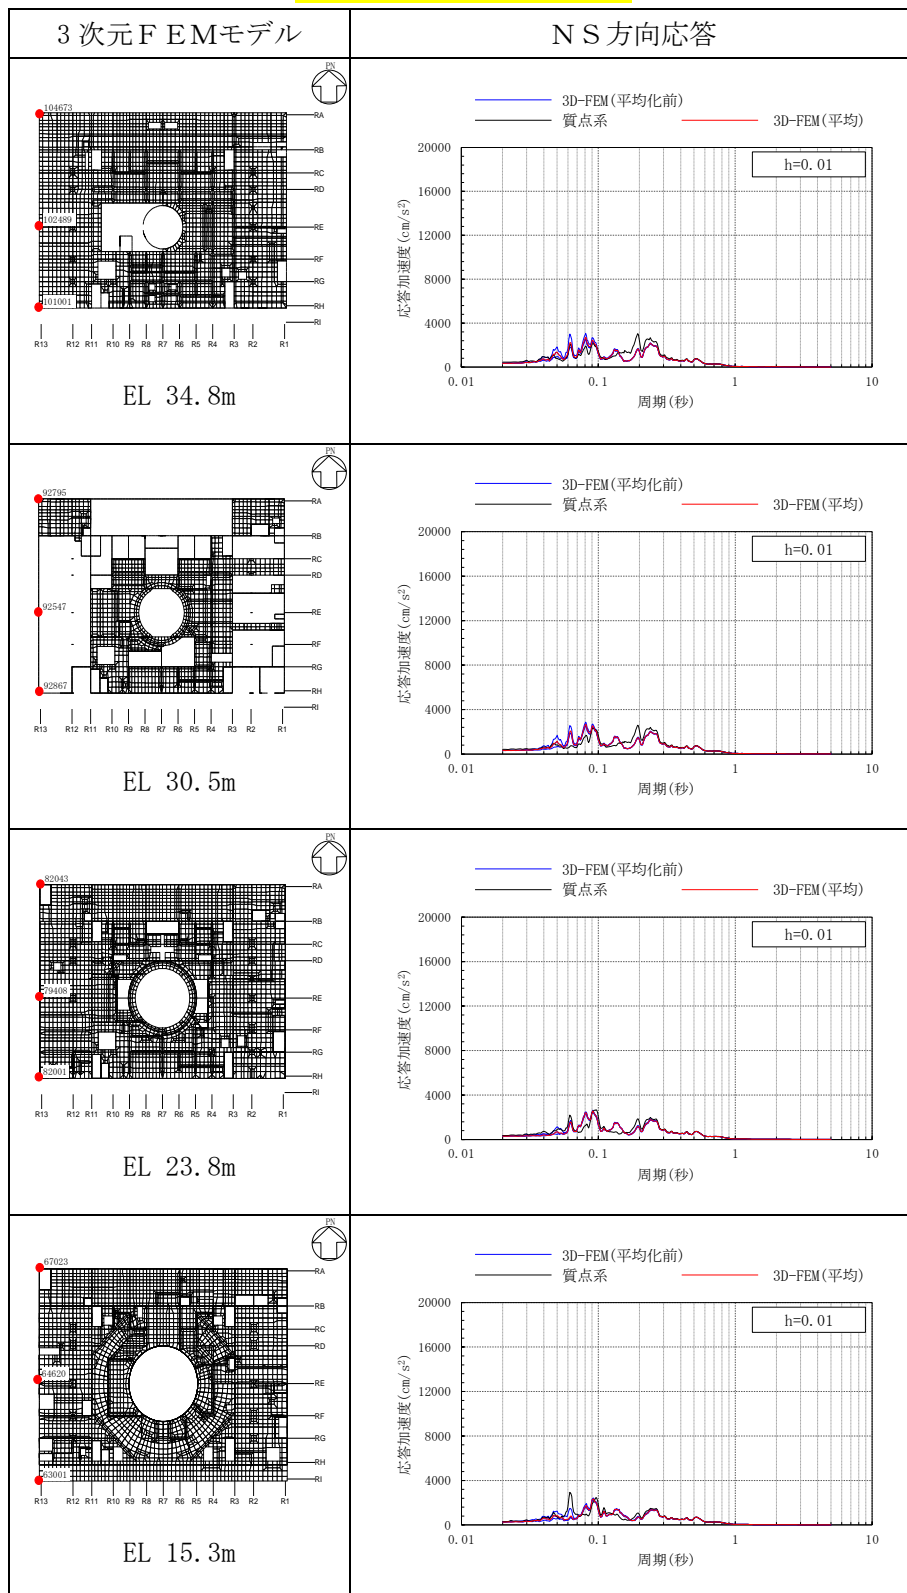 3次元FEMモデル
NS方向応答
PN
104673
102489
101001
RA
RB
RC
RD
RE
RF
RG
RH
RI
R13 R12 R11 R10 R9 R8 R7 R6 R5 R4 R3 R2 R1
EL 34.8m
3D-FEM(平均化前)
質点系 3D-FEM(平均)
h=0.01
20000
16000
12000
8000
4000
0
応答加速度(cm/s²)
0.01 0.1 1 10
周期(秒)
PN
92795
92547
92867
RA
RB
RC
RD
RE
RF
RG
RH
RI
R13 R12 R11 R10 R9 R8 R7 R6 R5 R4 R3 R2 R1
EL 30.5m
3D-FEM(平均化前)
質点系 3D-FEM(平均)
h=0.01
20000
16000
12000
8000
4000
0
応答加速度(cm/s²)
0.01 0.1 1 10
周期(秒)
PN
82043
79408
82001
RA
RB
RC
RD
RE
RF
RG
RH
RI
R13 R12 R11 R10 R9 R8 R7 R6 R5 R4 R3 R2 R1
EL 23.8m
3D-FEM(平均化前)
質点系 3D-FEM(平均)
h=0.01
20000
16000
12000
8000
4000
0
応答加速度(cm/s²)
0.01 0.1 1 10
周期(秒)
PN
67023
64620
63001
RA
RB
RC
RD
RE
RF
RG
RH
RI
R13 R12 R11 R10 R9 R8 R7 R6 R5 R4 R3 R2 R1
EL 15.3m
3D-FEM(平均化前)
質点系 3D-FEM(平均)
h=0.01
20000
16000
12000
8000
4000
0
応答加速度(cm/s²)
0.01 0.1 1 10
周期(秒)